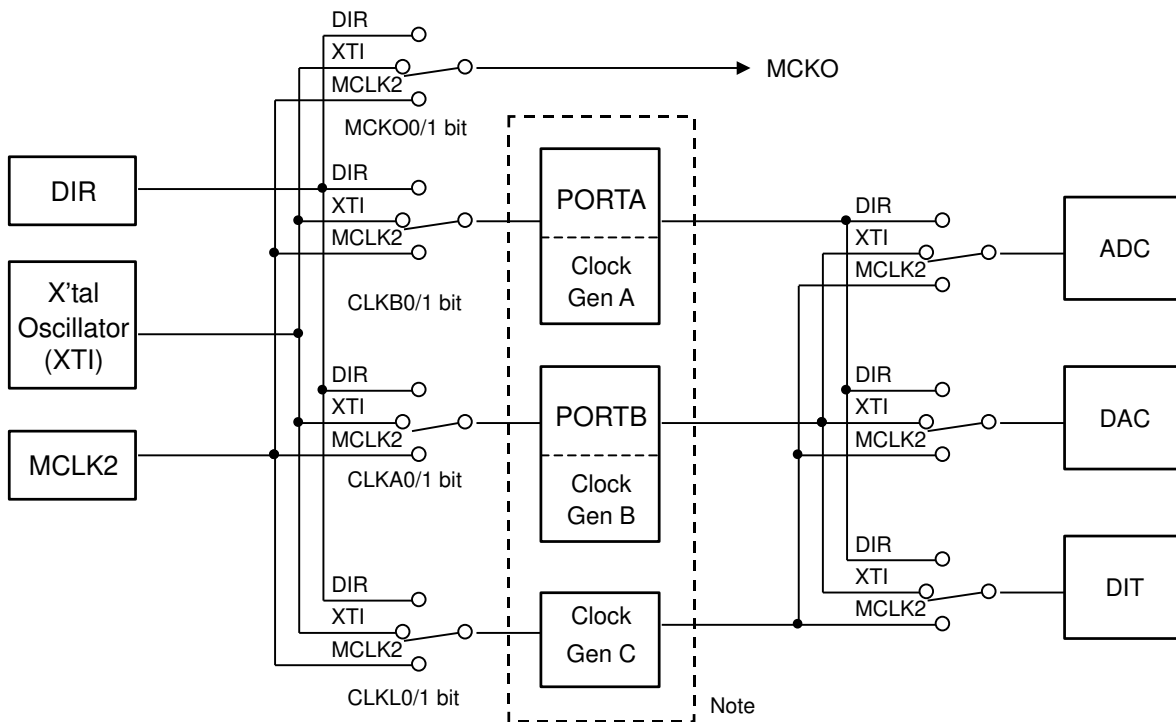 DIR
XTI
MCLK2
MCKO
MCKO0/1 bit
DIR
X'tal
Oscillator
(XTI)
MCLK2
DIR
XTI
MCLK2
CLKB0/1 bit
DIR
XTI
MCLK2
CLKA0/1 bit
DIR
XTI
MCLK2
CLKL0/1 bit
PORTA
Clock
Gen A
PORTB
Clock
Gen B
Clock
Gen C
Note
DIR
XTI
MCLK2
ADC
DIR
XTI
MCLK2
DAC
DIR
XTI
MCLK2
DIT